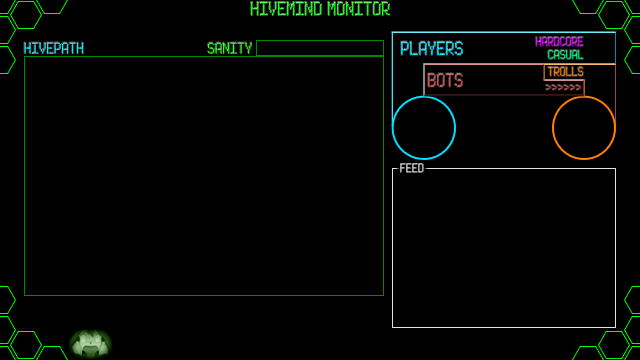 HIVEMIND MONITOR
HIVEPATH
SANITY
PLAYERS
HARDCORE
CASUAL
TROLLS
BOTS
>>>>>>
FEED